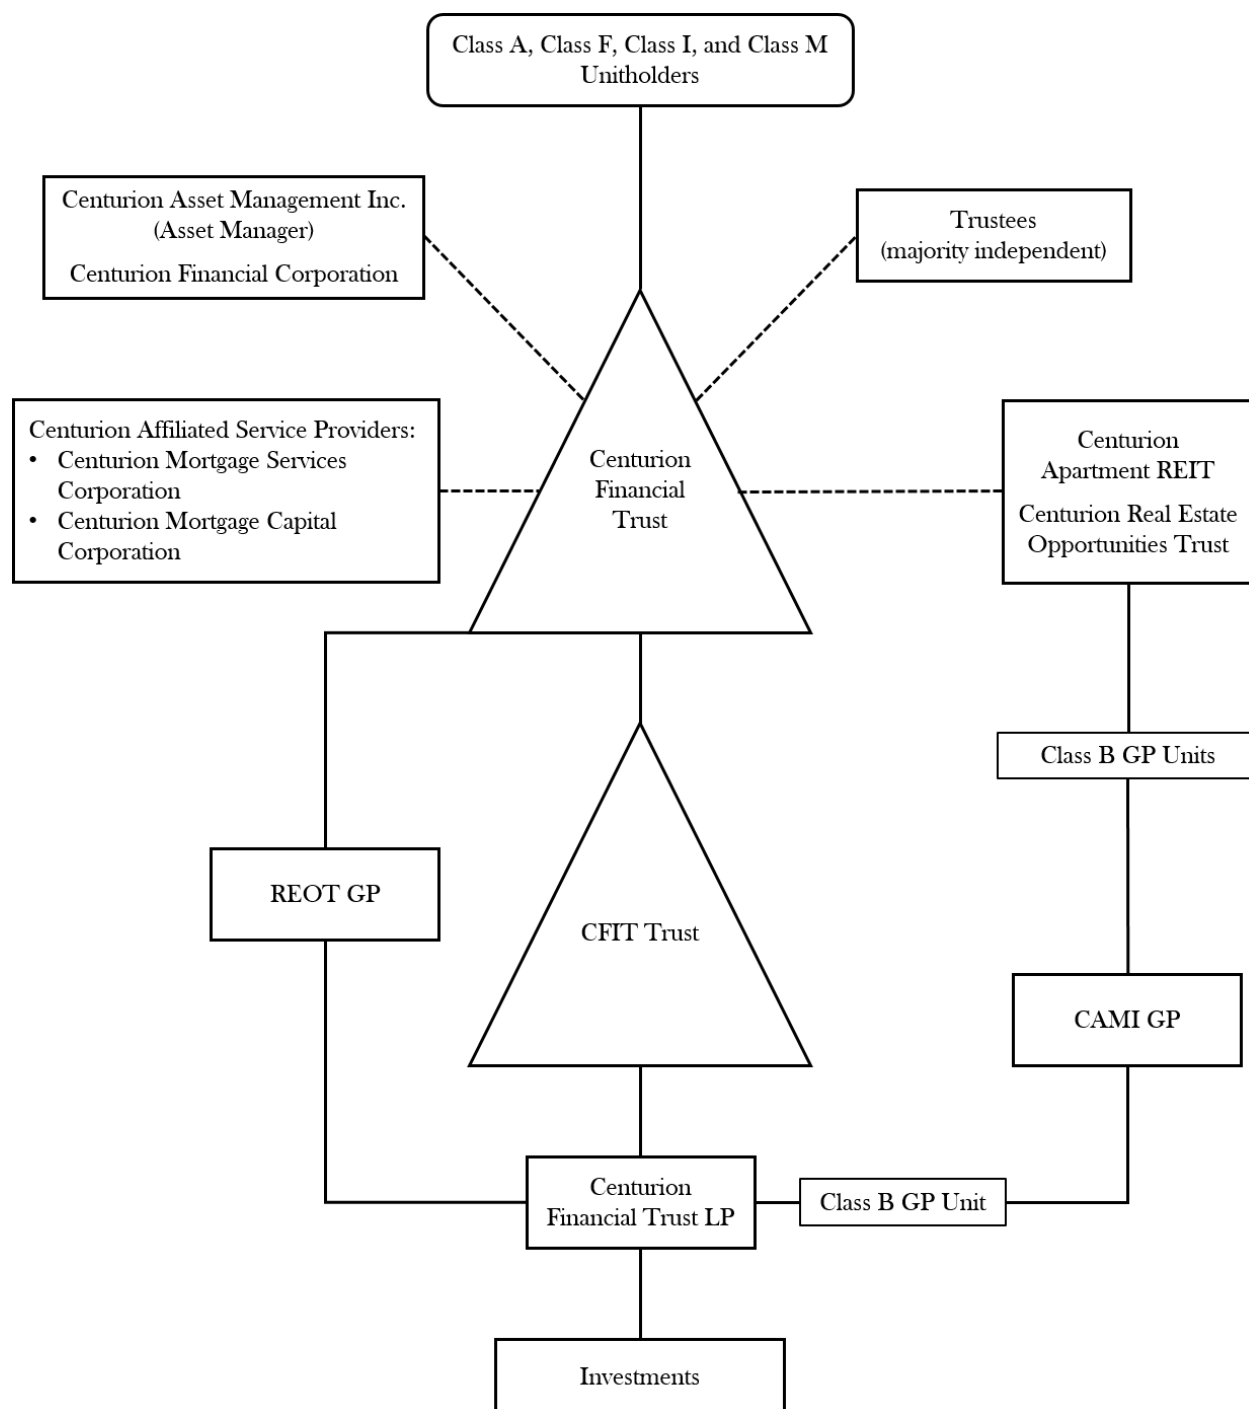 Class A, Class F, Class I, and Class M
Unitholders
Centurion Asset Management Inc.
(Asset Manager)
Centurion Financial Corporation
Trustees
(majority independent)
Centurion Affiliated Service Providers:
• Centurion Mortgage Services
Corporation
• Centurion Mortgage Capital
Corporation
Centurion
Financial
Trust
Centurion
Apartment REIT
Centurion Real Estate
Opportunities Trust
Class B GP Units
REOT GP
CFIT Trust
CAMI GP
Centurion
Financial Trust LP
Class B GP Unit
Investments